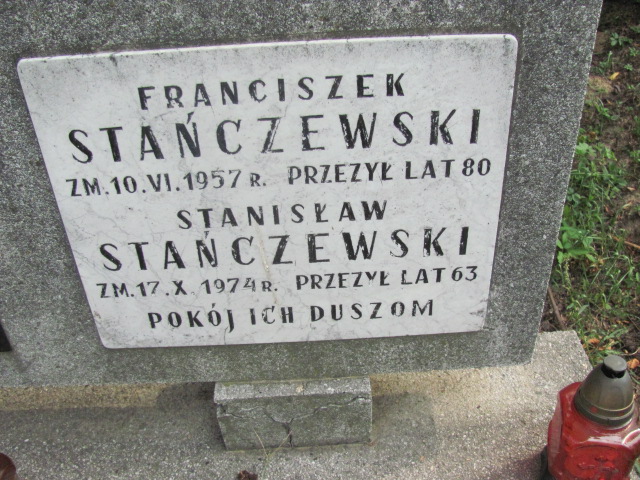 FRANCISZEK
STAŃCZEWSKI
ZM. 10. VI. 1957 R. PRZEZYŁ LAT 80
STANISŁAW
STAŃCZEWSKI
ZM. 17. X. 1974 R. PRZEZYŁ LAT 63
POKÓJ ICH DUSZOM